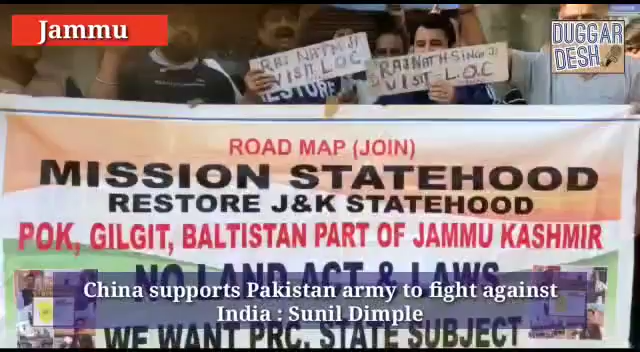 Jammu
DUGGAR
DESH
RAJ NATH JI
VISIT LOC
RAJNATH SINGH JI
VISIT L.O.C
RESTORE
ROAD MAP (JOIN)
MISSION STATEHOOD
RESTORE J&K STATEHOOD
POK, GILGIT, BALTISTAN PART OF JAMMU KASHMIR
NO LAND ACT & LAWS
China supports Pakistan army to fight against
India : Sunil Dimple
WE WANT PRC, STATE SUBJECT